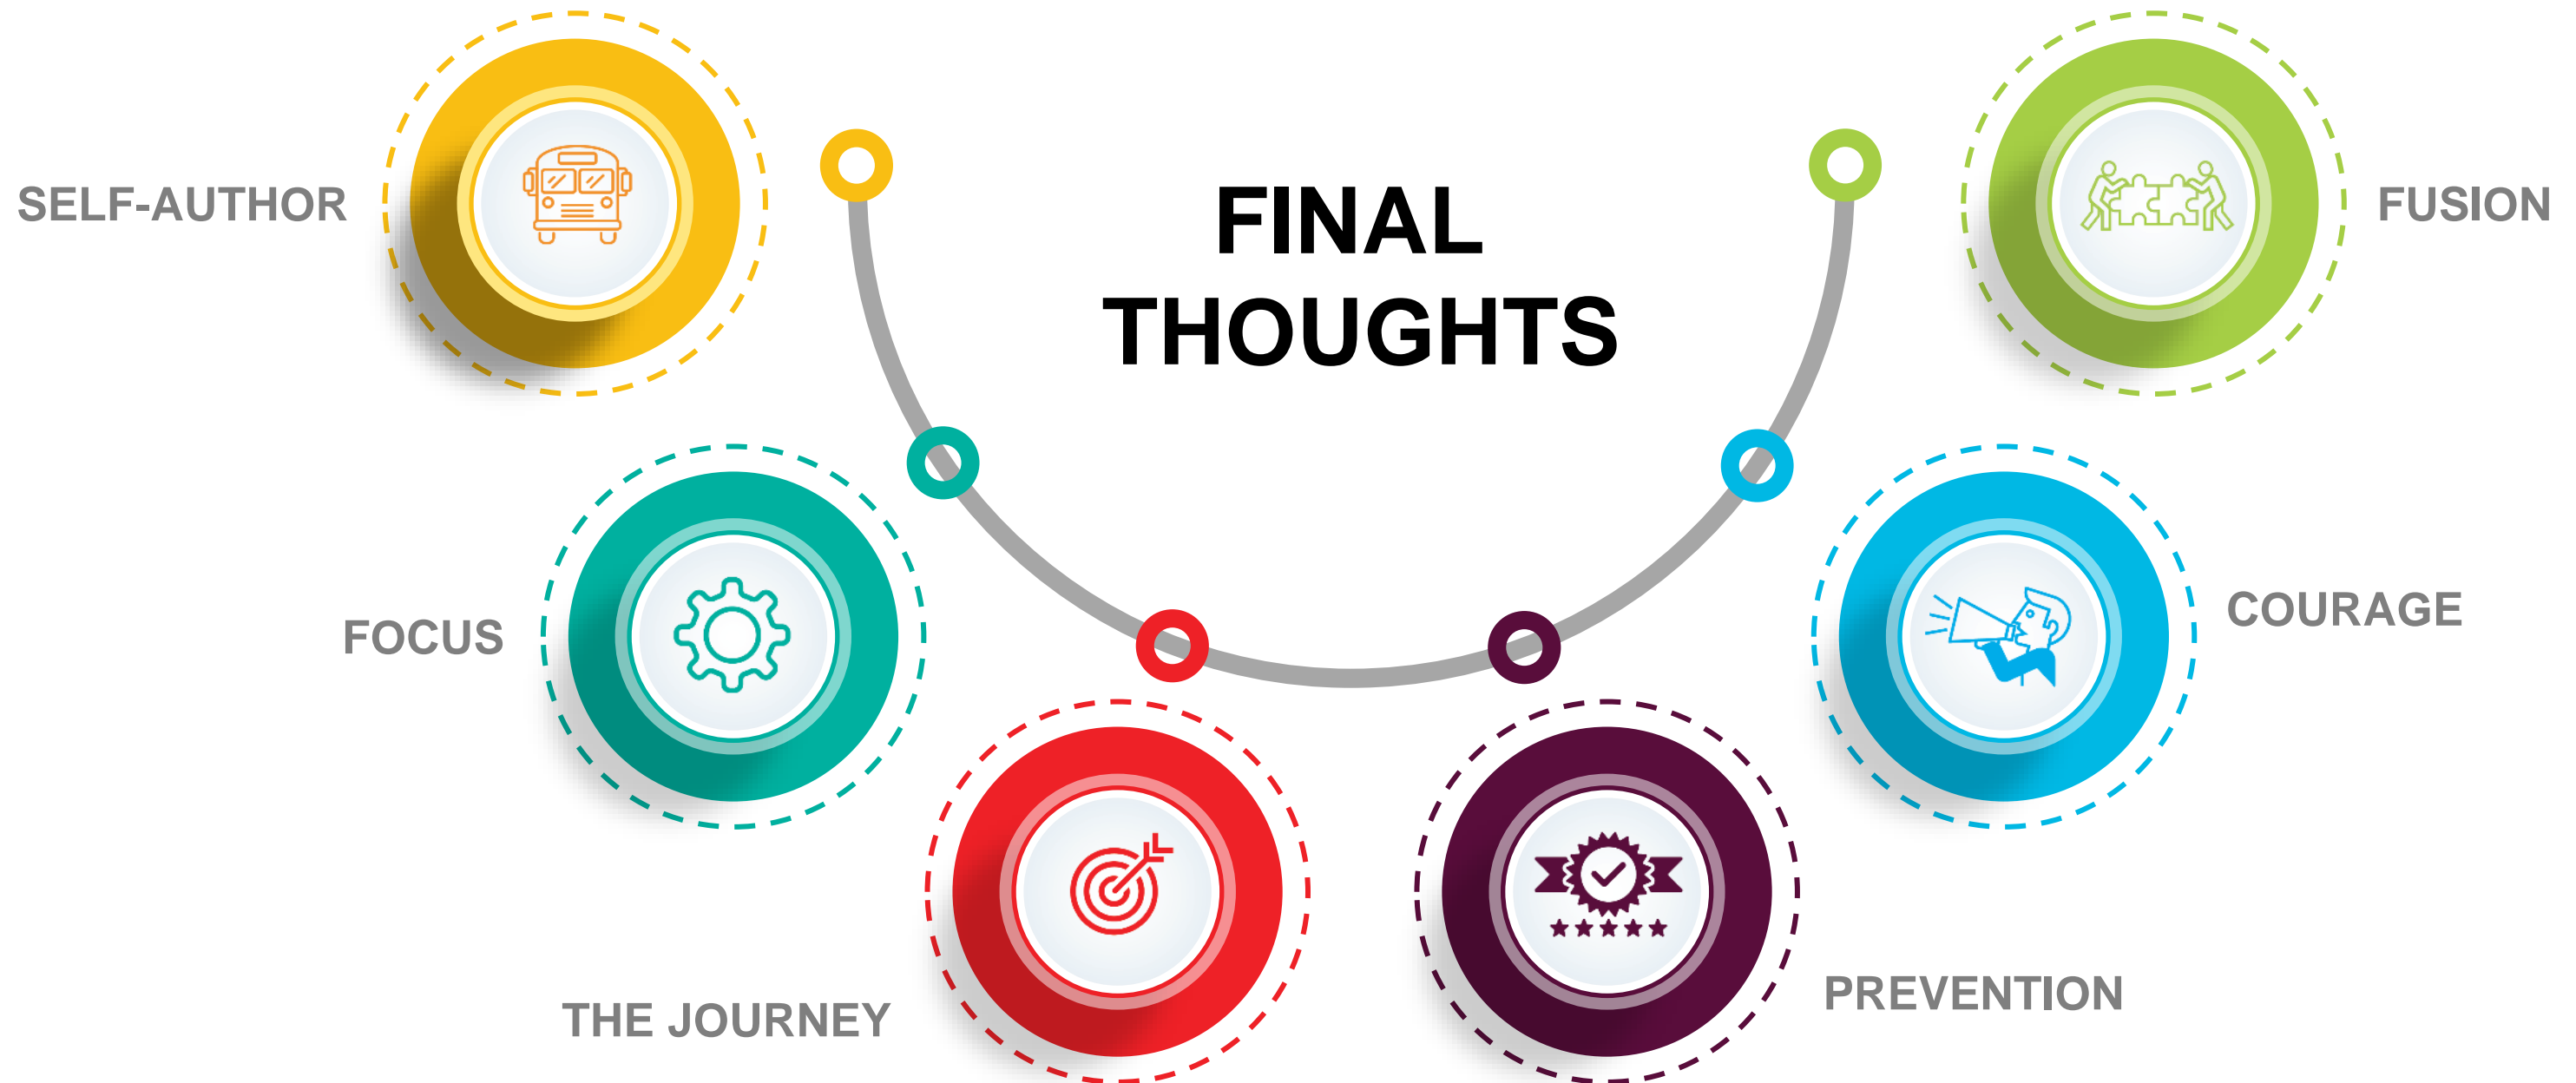 FINAL
THOUGHTS
SELF-AUTHOR
FOCUS
THE JOURNEY
PREVENTION
COURAGE
FUSION